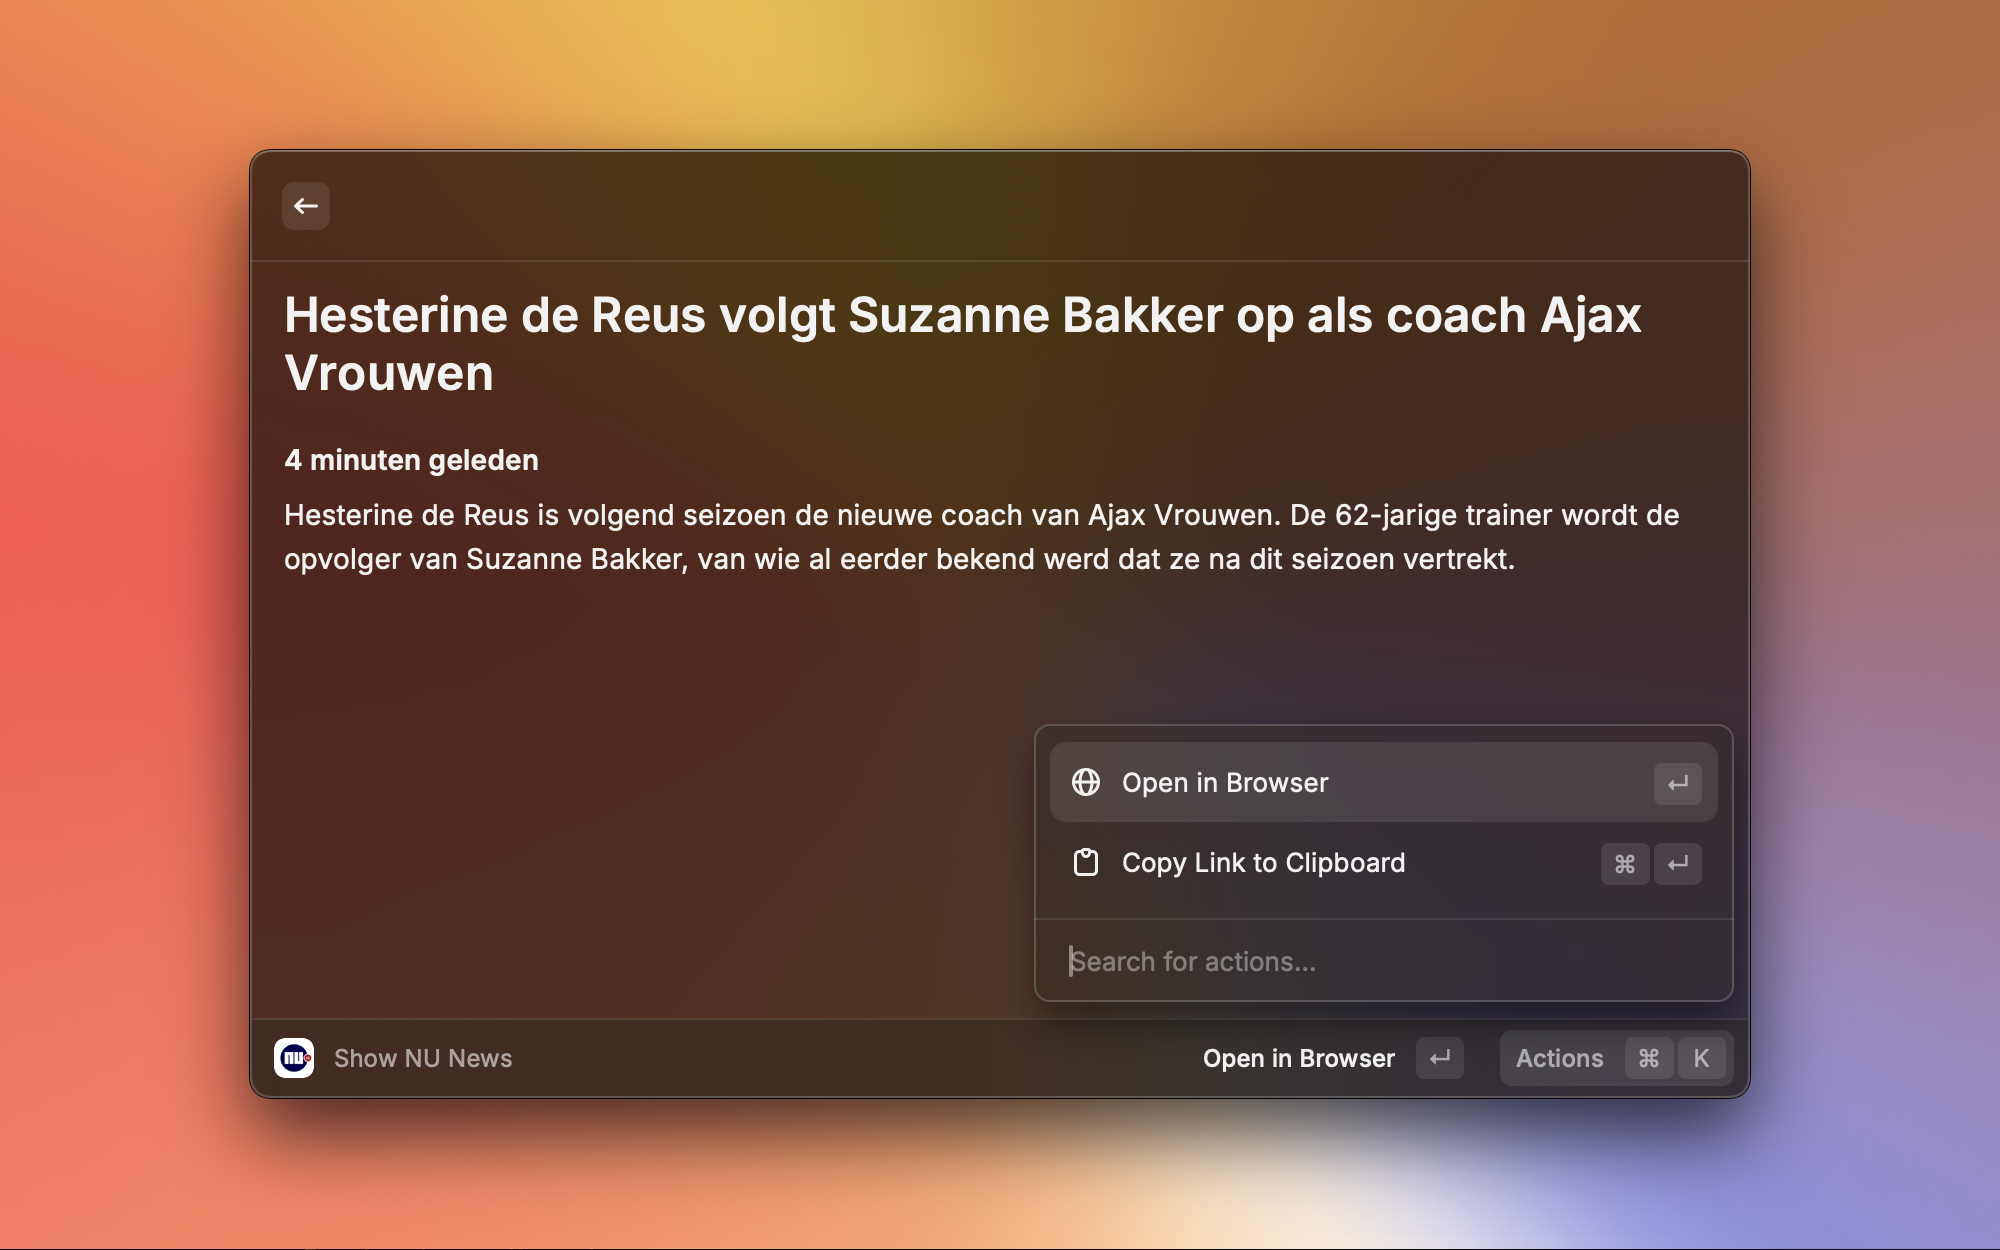 Hesterine de Reus volgt Suzanne Bakker op als coach Ajax
Vrouwen
4 minuten geleden
Hesterine de Reus is volgend seizoen de nieuwe coach van Ajax Vrouwen. De 62-jarige trainer wordt de
opvolger van Suzanne Bakker, van wie al eerder bekend werd dat ze na dit seizoen vertrekt.
Open in Browser ↵
Copy Link to Clipboard ⌘ ↵
Search for actions...
NU Show NU News Open in Browser ↵ Actions ⌘ K